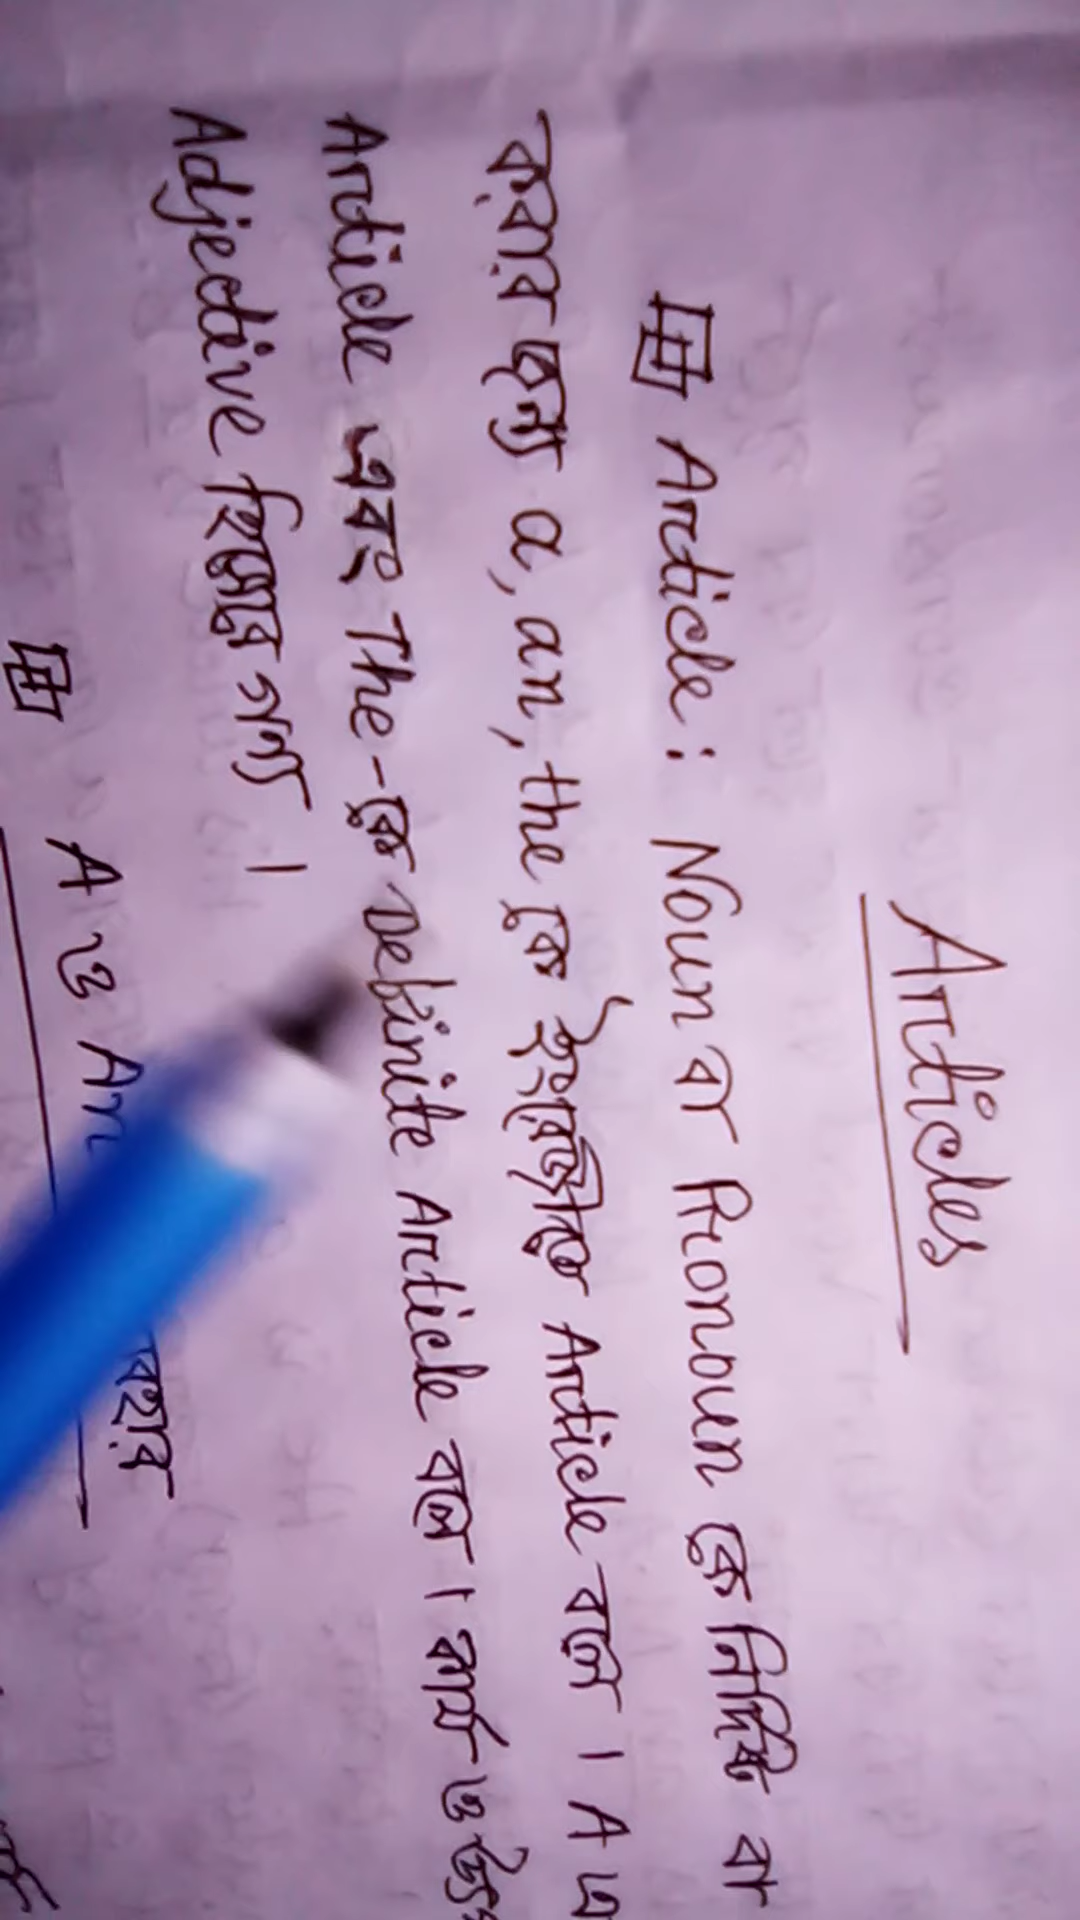 Articles
Article : Noun বা Pronoun কে নির্দিষ্ট বা
করার জন্য a, an, the কে ইংরেজীতে Article বলে । A
Article এবং The-কে Definite Article বলে । কার্য ও
Adjective হিসেবে গণ্য ।
A ও An